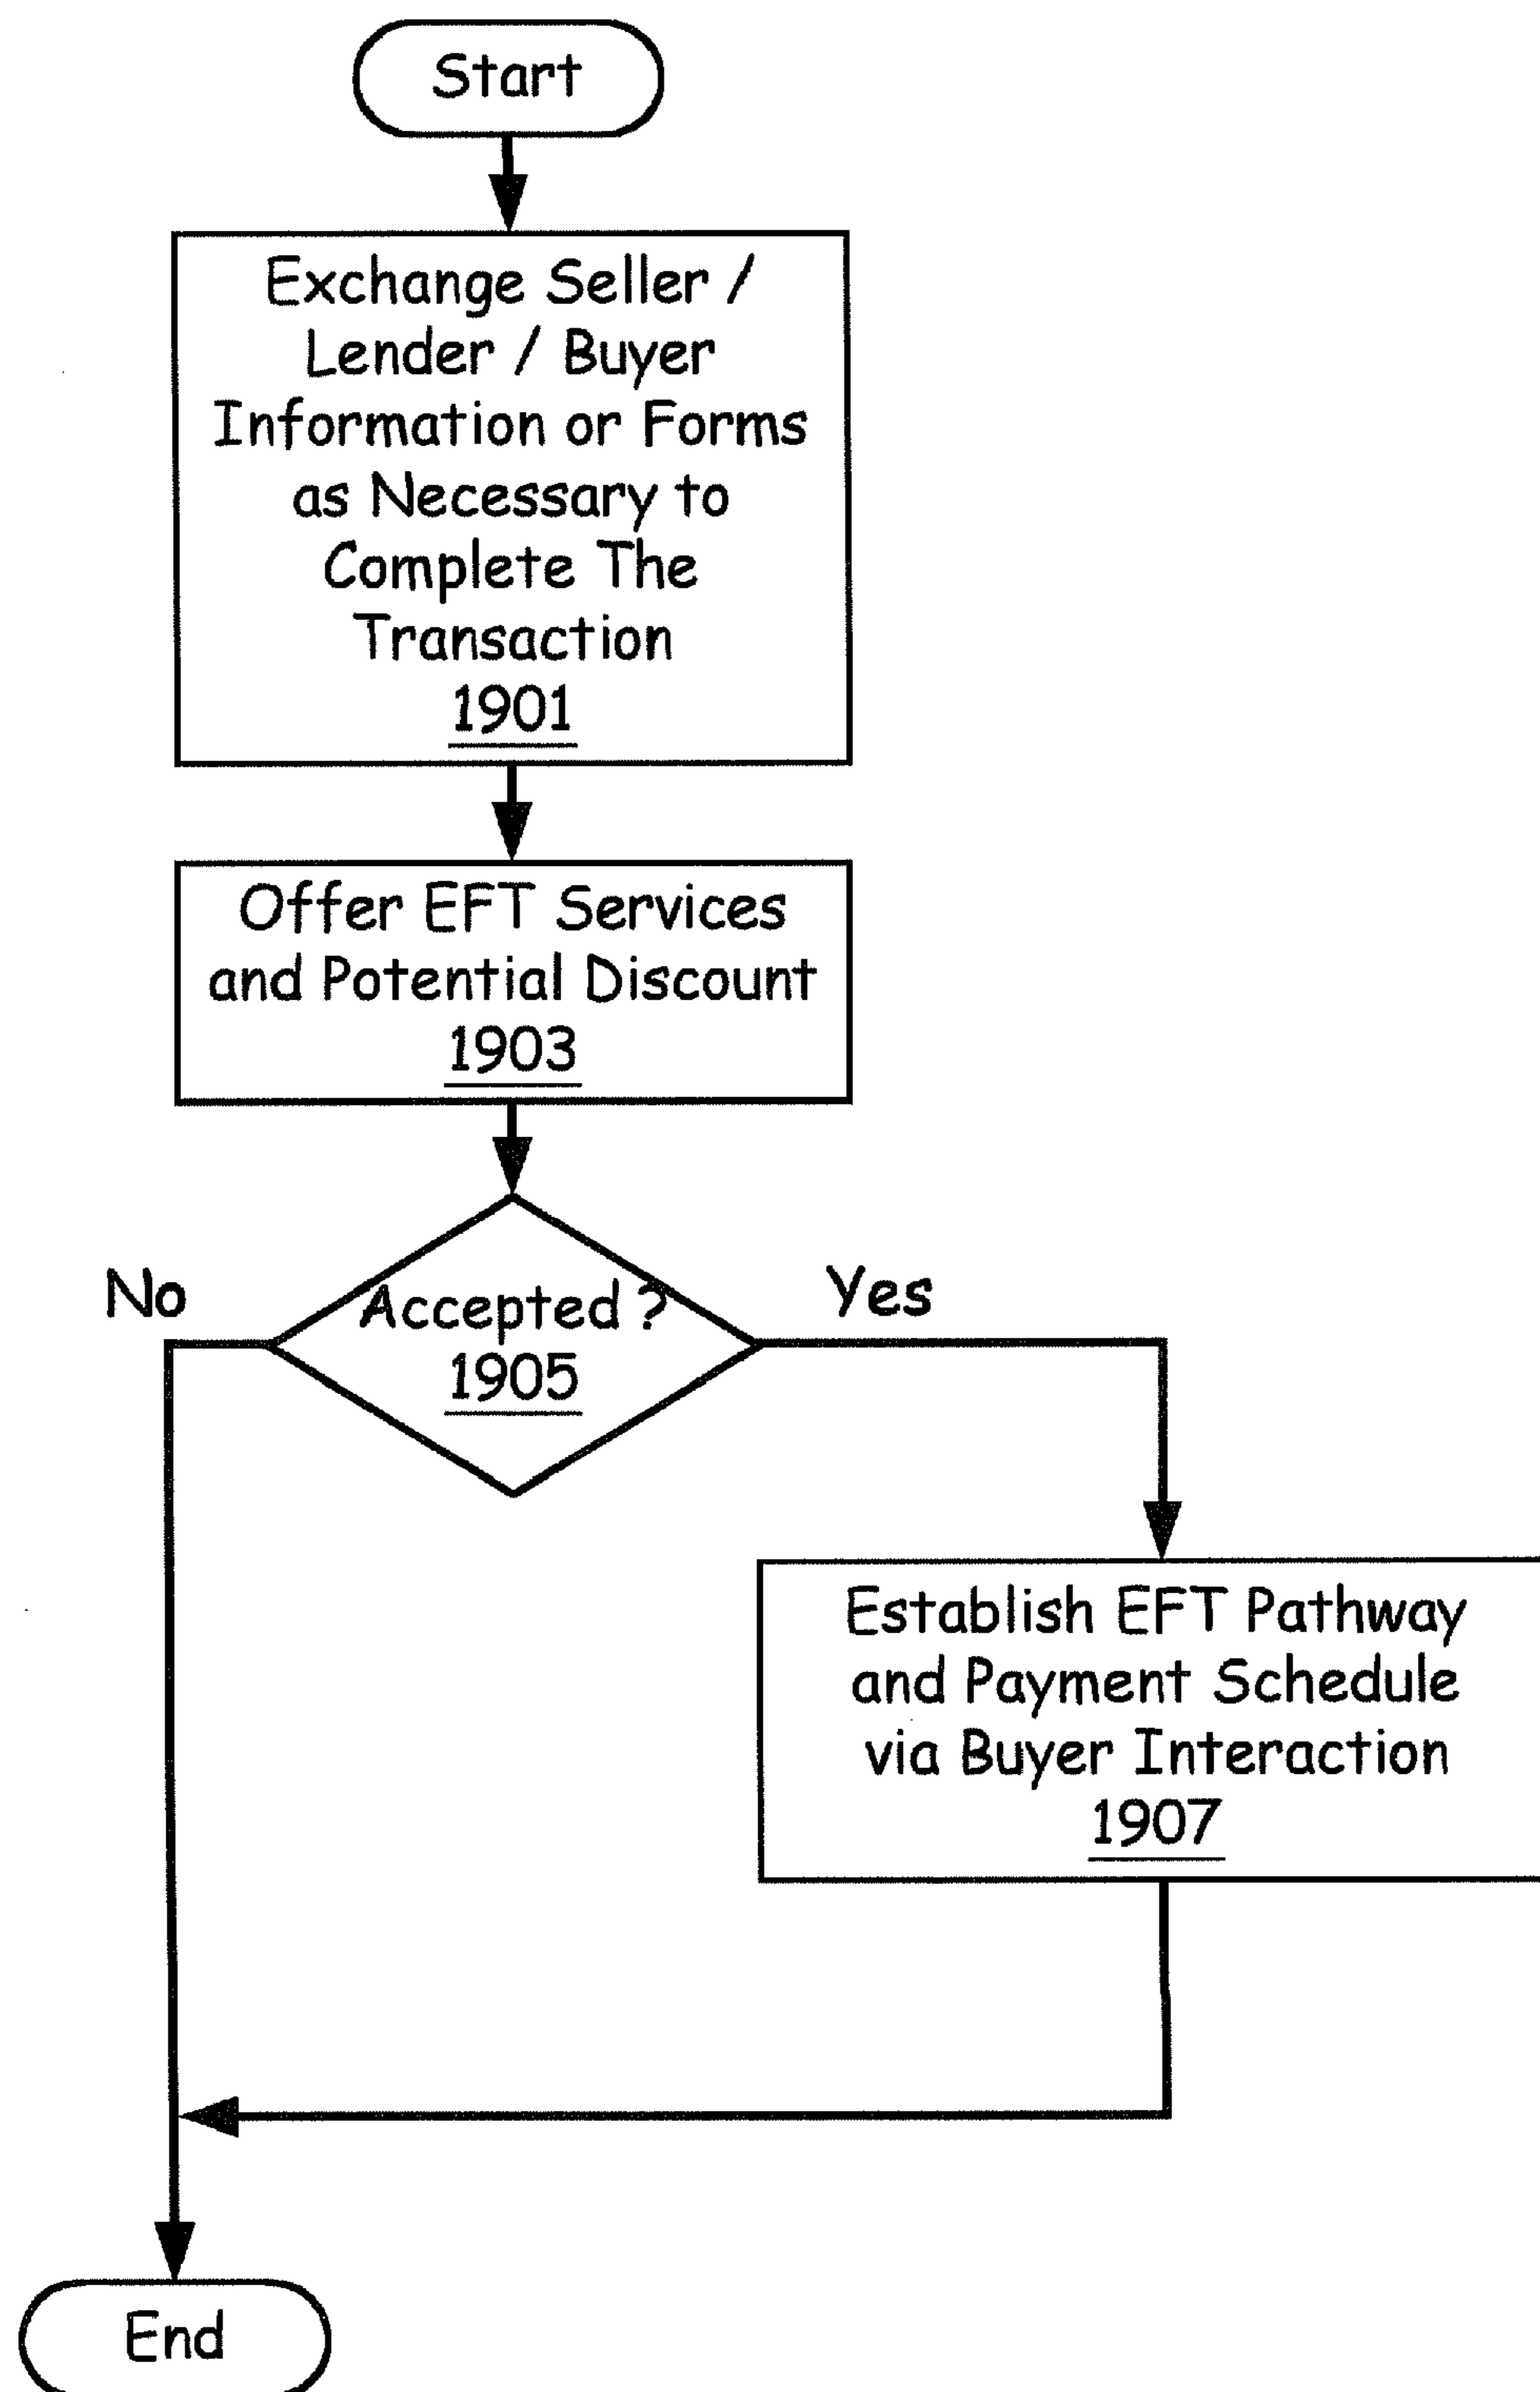 Start
Exchange Seller /
Lender / Buyer
Information or Forms
as Necessary to
Complete The
Transaction
1901
Offer EFT Services
and Potential Discount
1903
No
Accepted ?
Yes
1905
Establish EFT Pathway
and Payment Schedule
via Buyer Interaction
1907
End